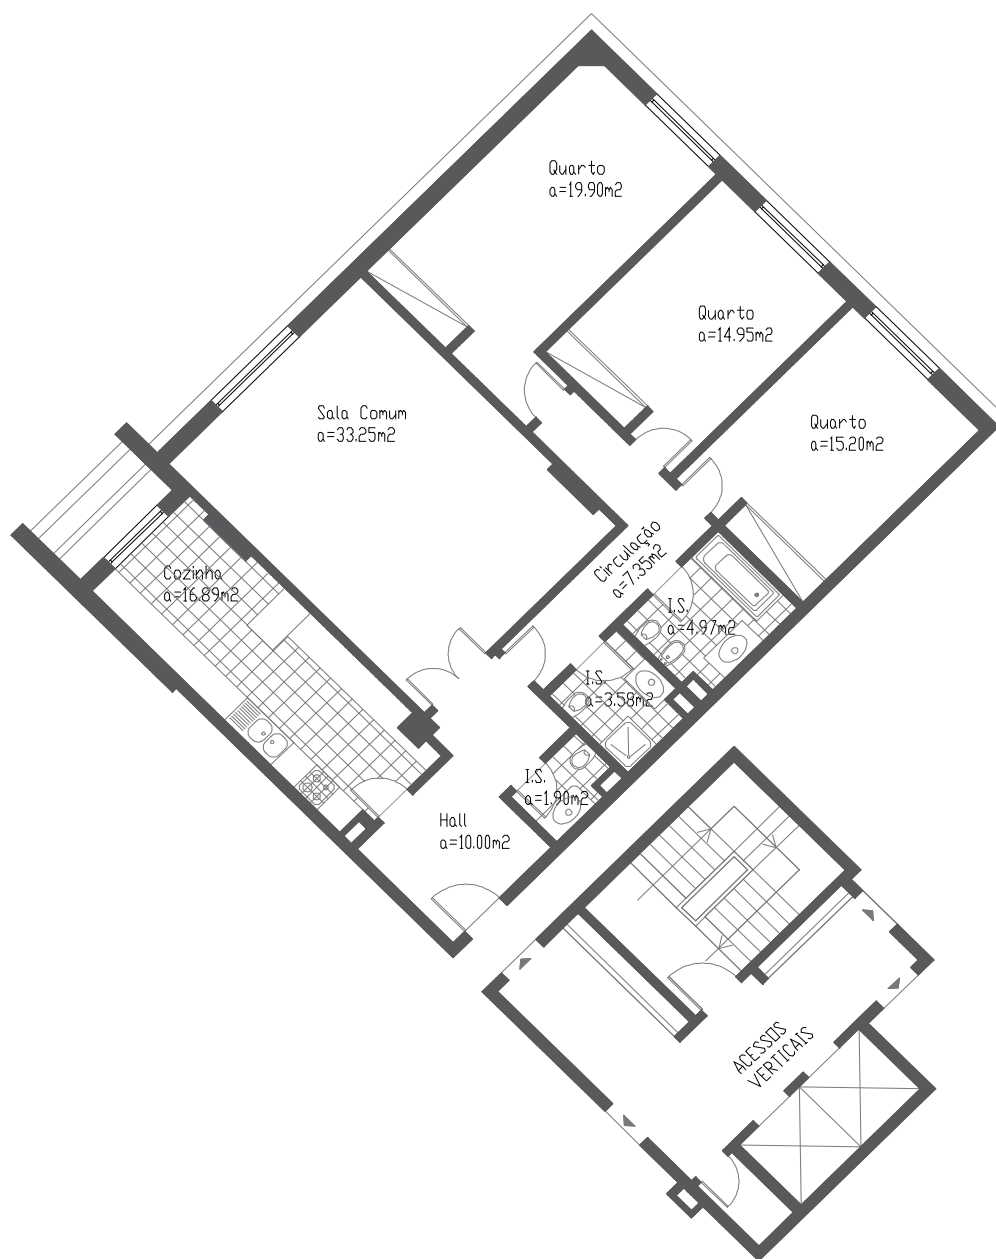 Quarto
a=19.90m2
Quarto
a=14.95m2
Sala Comum
a=33.25m2
Quarto
a=15.20m2
Circulação
a=7.35m2
Cozinha
a=16.89m2
I.S.
a=4.97m2
I.S.
a=3.58m2
I.S.
a=1.90m2
Hall
a=10.00m2
ACESSOS
VERTICAIS